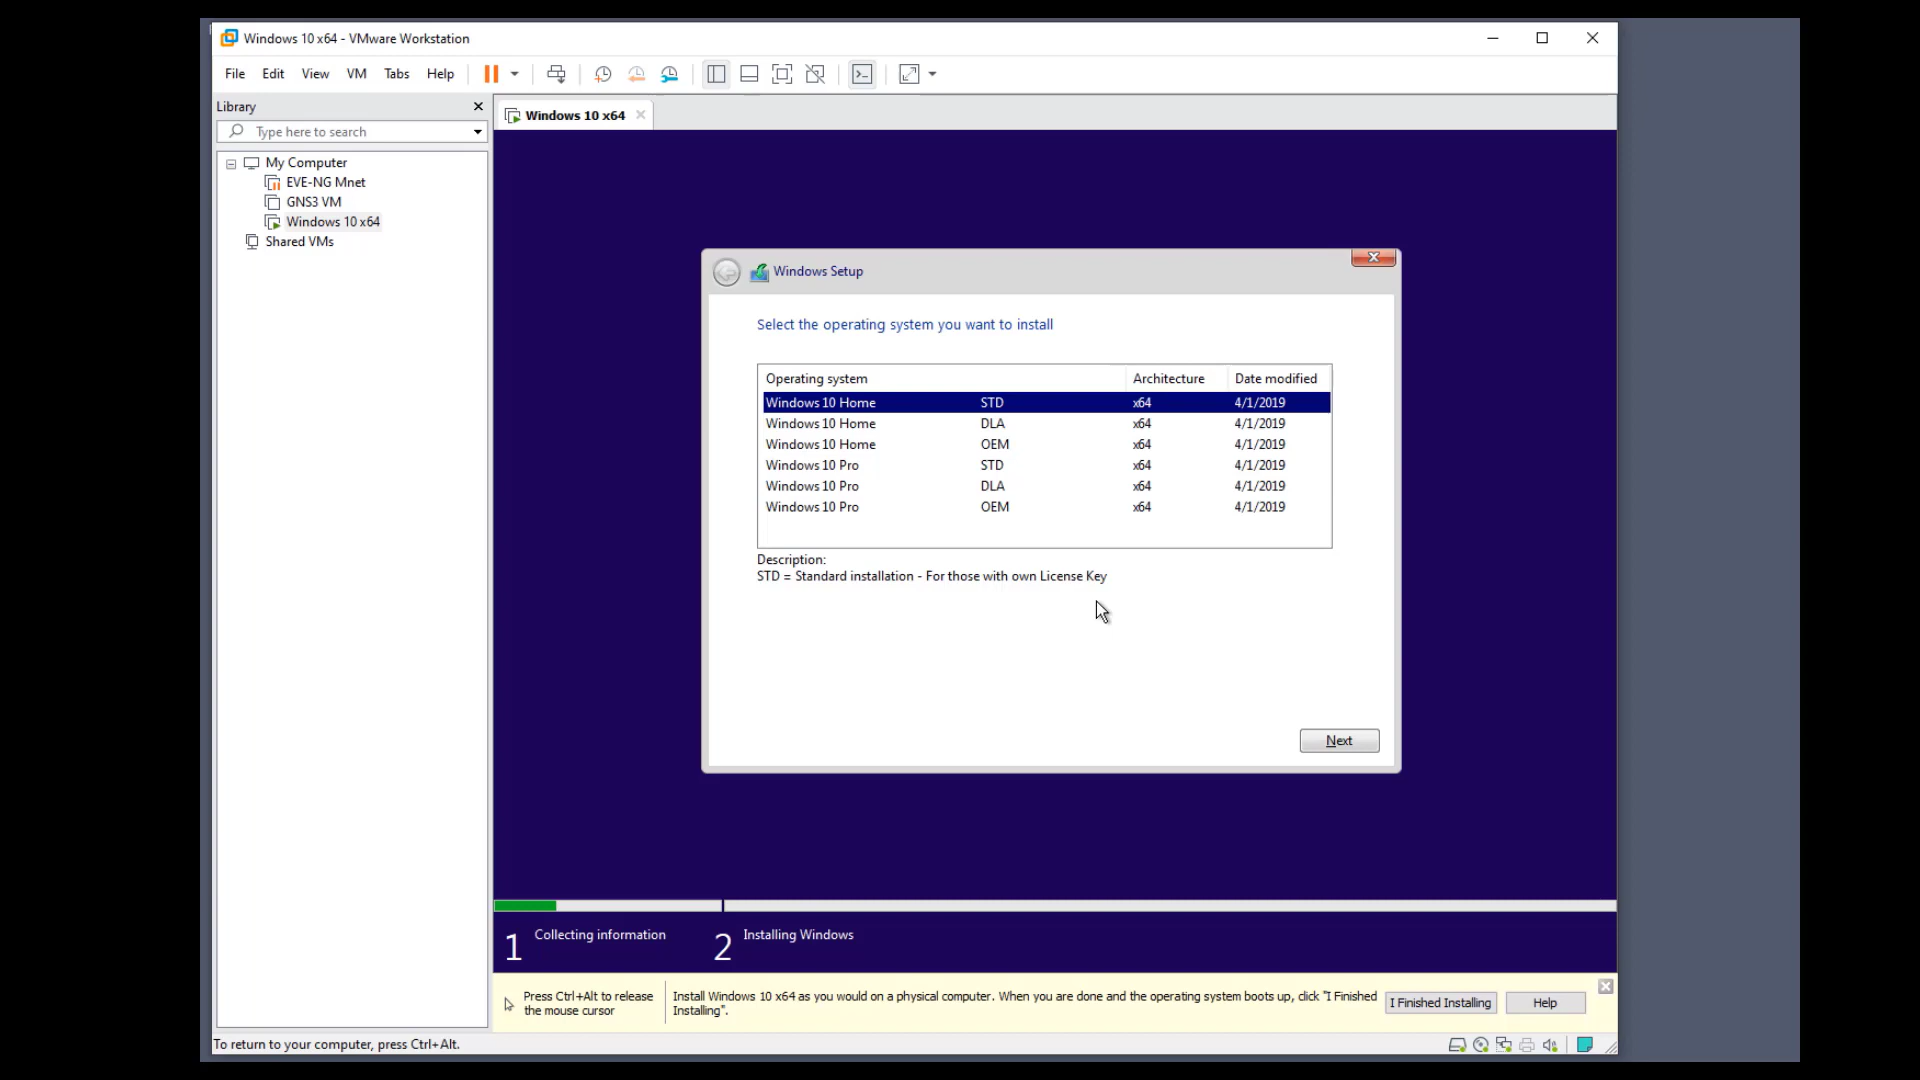 Windows 10 x64 - VMware Workstation
File Edit View VM Tabs Help
Library
Type here to search
My Computer
EVE-NG Mnet
GNS3 VM
Windows 10 x64
Shared VMs
Windows 10 x64
Windows Setup
Select the operating system you want to install
Operating system Architecture Date modified
Windows 10 Home STD x64 4/1/2019
Windows 10 Home DLA x64 4/1/2019
Windows 10 Home OEM x64 4/1/2019
Windows 10 Pro STD x64 4/1/2019
Windows 10 Pro DLA x64 4/1/2019
Windows 10 Pro OEM x64 4/1/2019
Description:
STD = Standard installation - For those with own License Key
Next
1 Collecting information 2 Installing Windows
Press Ctrl+Alt to release
the mouse cursor
Install Windows 10 x64 as you would on a physical computer. When you are done and the operating system boots up, click "I Finished
Installing".
I Finished Installing Help
To return to your computer, press Ctrl+Alt.